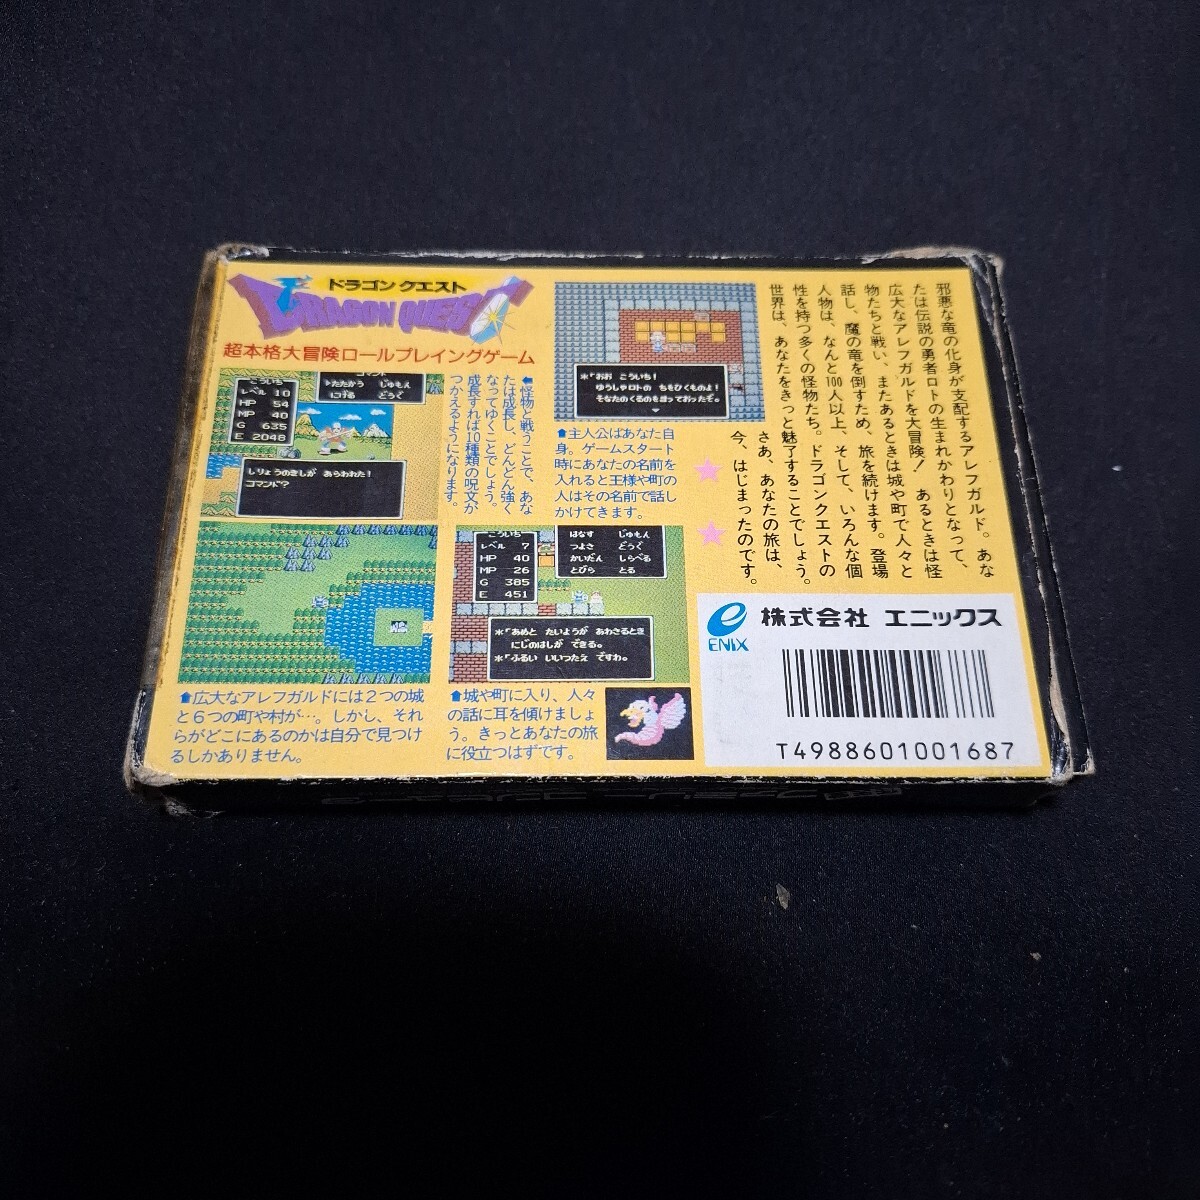 ドラゴンクエスト
DRAGON QUEST
超本格大冒険ロールプレイングゲーム
こういち
レベル 10
HP 54
MP 40
G 635
E 2048
コマンド
たたかう じゅもん
にげる どうぐ
しりょうのきしが あらわれた!
コマンド?
⬅怪物と戦うことで、あな
たは成長し、どんどん強く
なってゆくことでしょう。
成長すれば10種類の呪文が
つかえるようになります。
*「おお こういち!
ゆうしゃロトの ちをひくものよ!
そなたのくるのを待っておったぞ。
⬆主人公はあなた自
身。ゲームスタート
時にあなたの名前を
入れると王様や町の
人はその名前で話し
かけてきます。
邪悪な竜の化身が支配するアレフガルド。あな
たは伝説の勇者ロトの生まれかわりとなって、
広大なアレフガルドを大冒険! あるときは怪
物たちと戦い、またあるときは城や町で人々と
話し、魔の竜を倒すため、旅を続けます。登場
人物は、なんと100人以上、そして、いろんな個
性を持つ多くの怪物たち。ドラゴンクエストの
世界は、あなたをきっと魅了することでしょう。
さあ、あなたの旅は、
今、はじまったのです。
⬆広大なアレフガルドには2つの城
と6つの町や村が…。しかし、それ
らがどこにあるのかは自分で見つけ
るしかありません。
こういち
レベル 7
HP 40
MP 26
G 385
E 451
はなす じゅもん
つよさ どうぐ
かいだん しらべる
とびら とる
*「あめと たいようが あわさるとき
にじのはしが できる。
*「ふるい いいつたえ ですわ。
⬆城や町に入り、人々
の話に耳を傾けましょ
う。きっとあなたの旅
に役立つはずです。
ENIX
株式会社 エニックス
T4988601001687